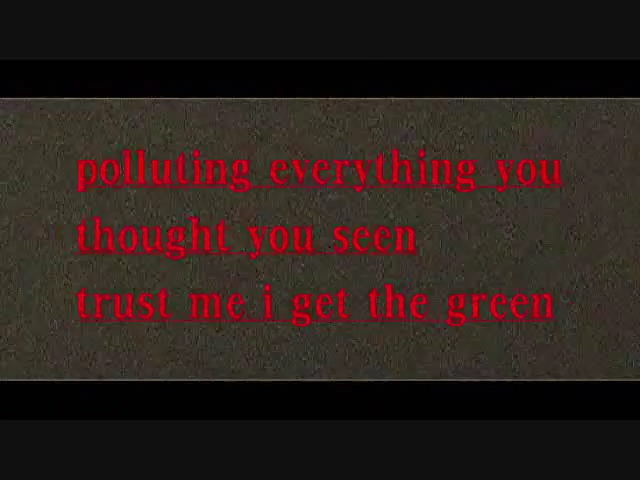 polluting everything you
thought you seen
trust me i get the green